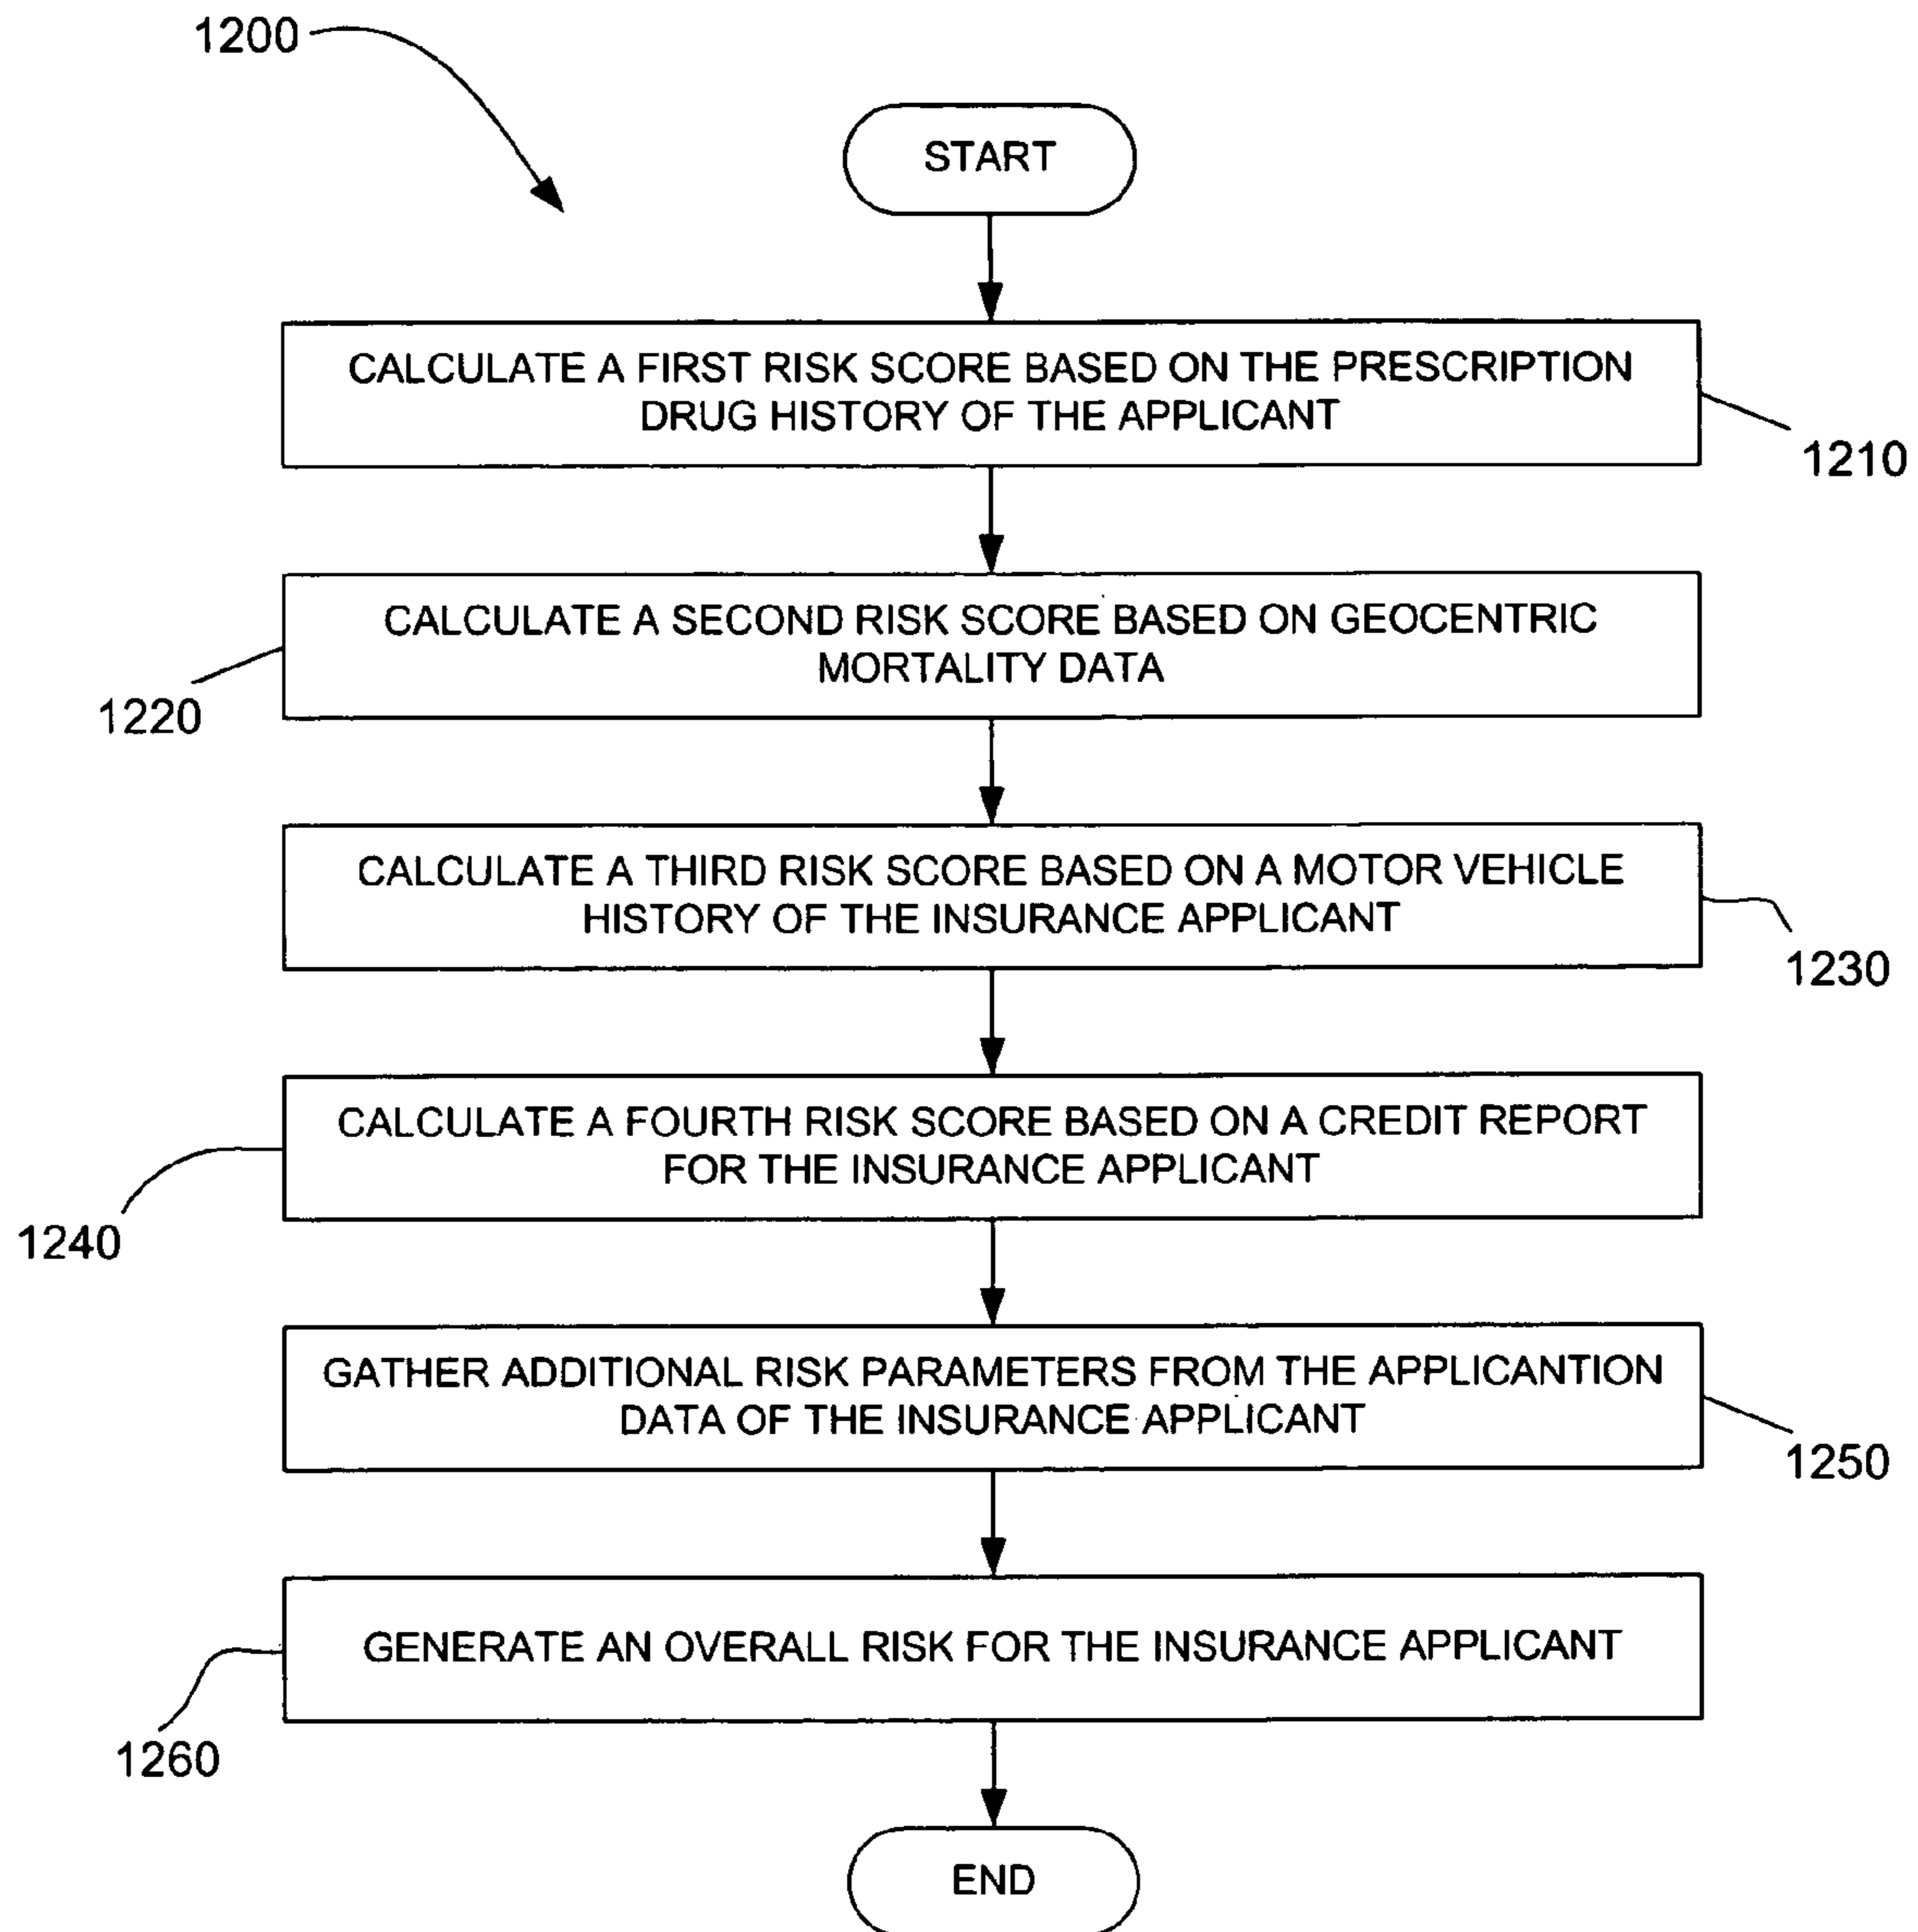 1200
START
CALCULATE A FIRST RISK SCORE BASED ON THE PRESCRIPTION
DRUG HISTORY OF THE APPLICANT
1210
CALCULATE A SECOND RISK SCORE BASED ON GEOCENTRIC
MORTALITY DATA
1220
CALCULATE A THIRD RISK SCORE BASED ON A MOTOR VEHICLE
HISTORY OF THE INSURANCE APPLICANT
1230
CALCULATE A FOURTH RISK SCORE BASED ON A CREDIT REPORT
FOR THE INSURANCE APPLICANT
1240
GATHER ADDITIONAL RISK PARAMETERS FROM THE APPLICANTION
DATA OF THE INSURANCE APPLICANT
1250
GENERATE AN OVERALL RISK FOR THE INSURANCE APPLICANT
1260
END